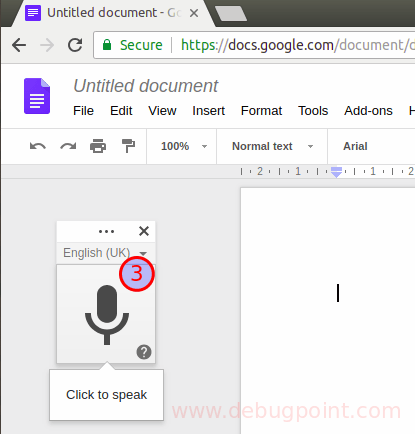 Untitled document - Go
Secure https://docs.google.com/document/d
Untitled document
File Edit View Insert Format Tools Add-ons H
100% Normal text Arial
2 1 1 2
English (UK)
3
?
Click to speak
www.debugpoint.com